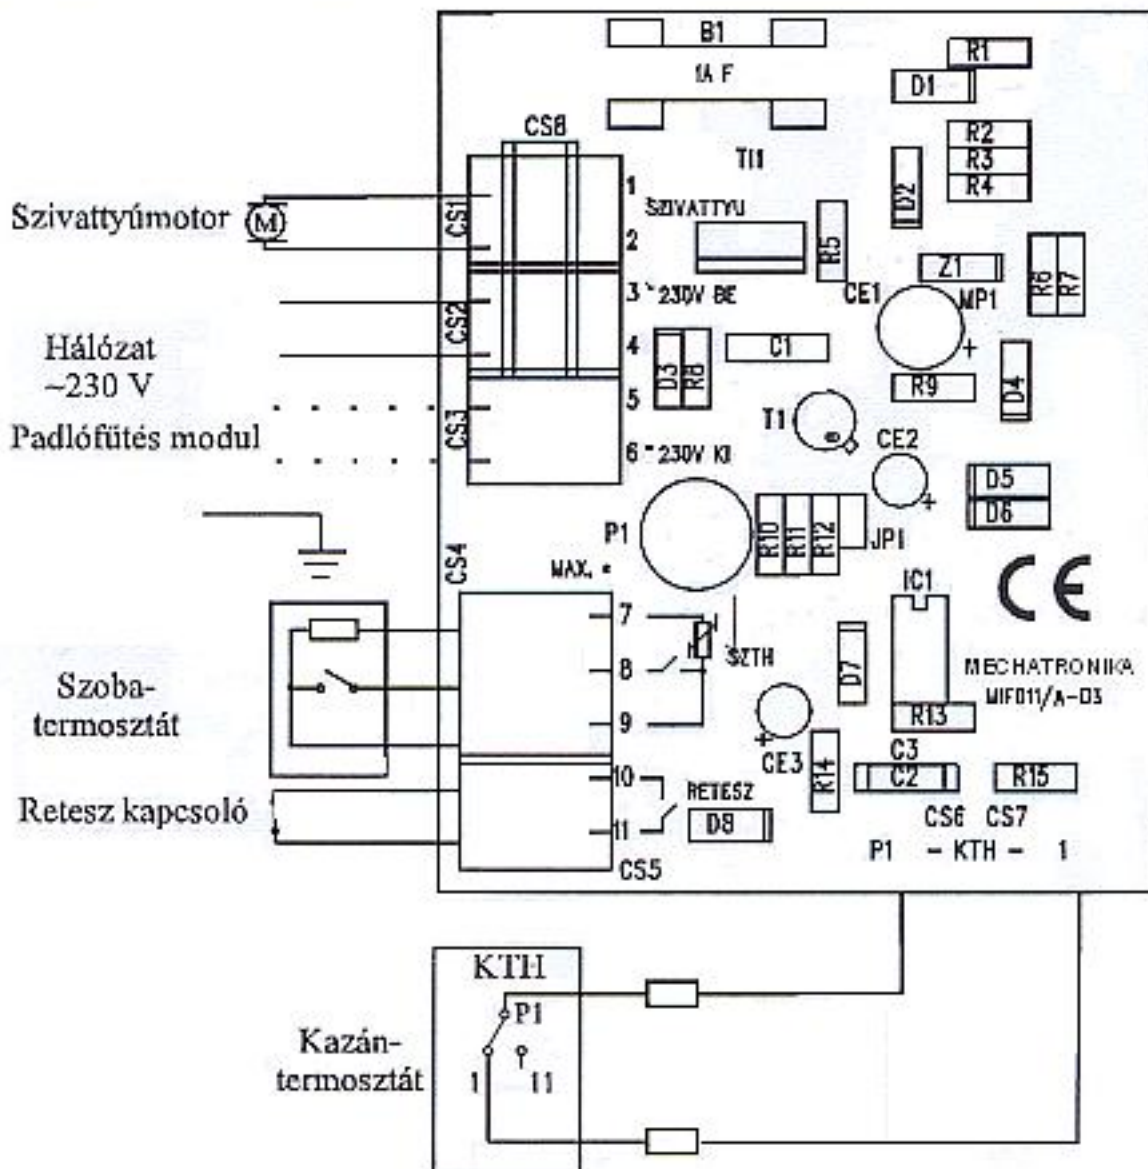 B1
1A F
R1
D1
CS8
TI1
R2
R3
R4
D2
Szivattyúmotor
M
CS1
1
2
SZIVATTYU
R5
Z1
R6
R7
CE1
MP1
+
3 ~230V BE
CS2
4
Hálózat
~230 V
D3
R8
C1
R9
D4
Padlófűtés modul
CS3
5
6 ~230V KI
T1
CE2
+
D5
D6
P1
R10
R11
R12
JP1
CS4
MAX.
IC1
CE
7
8
9
SZTH
D7
MECHATRONIKA
MIF011/A-03
Szoba-
termosztát
R13
CE3
+
R14
C3
C2
R15
Retesz kapcsoló
10
11
RETESZ
D8
CS5
CS6 CS7
P1 - KTH - 1
KTH
P1
1
11
Kazán-
termosztát